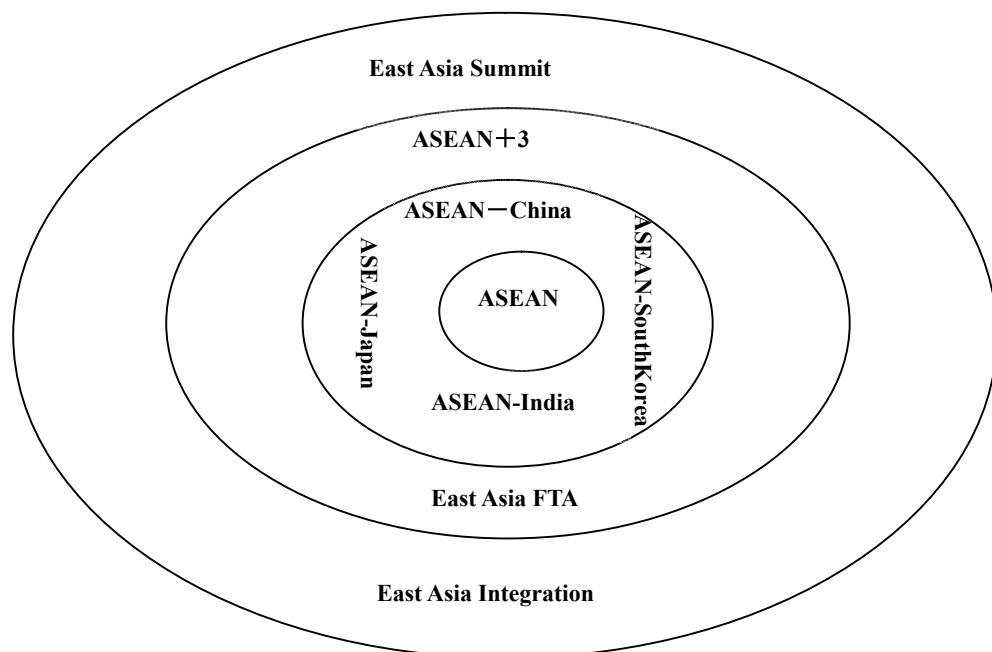 East Asia Summit
ASEAN＋3
ASEAN－China
ASEAN-Japan
ASEAN
ASEAN-SouthKorea
ASEAN-India
East Asia FTA
East Asia Integration